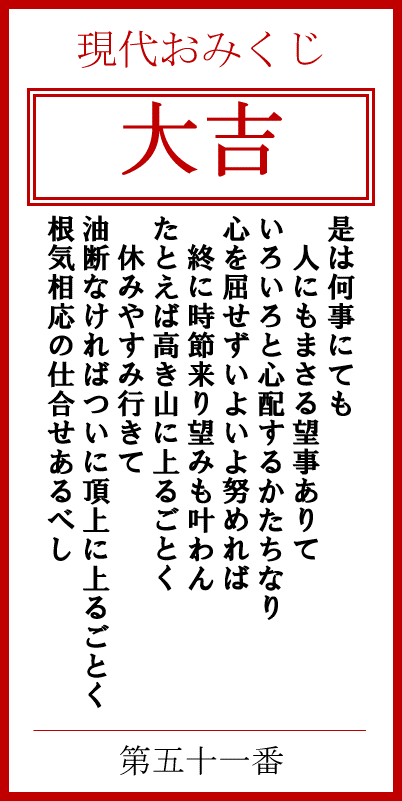 現代おみくじ
大吉
是は何事にても
人にもまさる望事ありて
いろいろと心配するかたちなり
心を屈せずいよいよ努めれば
終に時節来り望みも叶わん
たとえば高き山に上るごとく
休みやすみ行きて
油断なければついに頂上に上るごとく
根気相応の仕合せあるべし
第五十一番